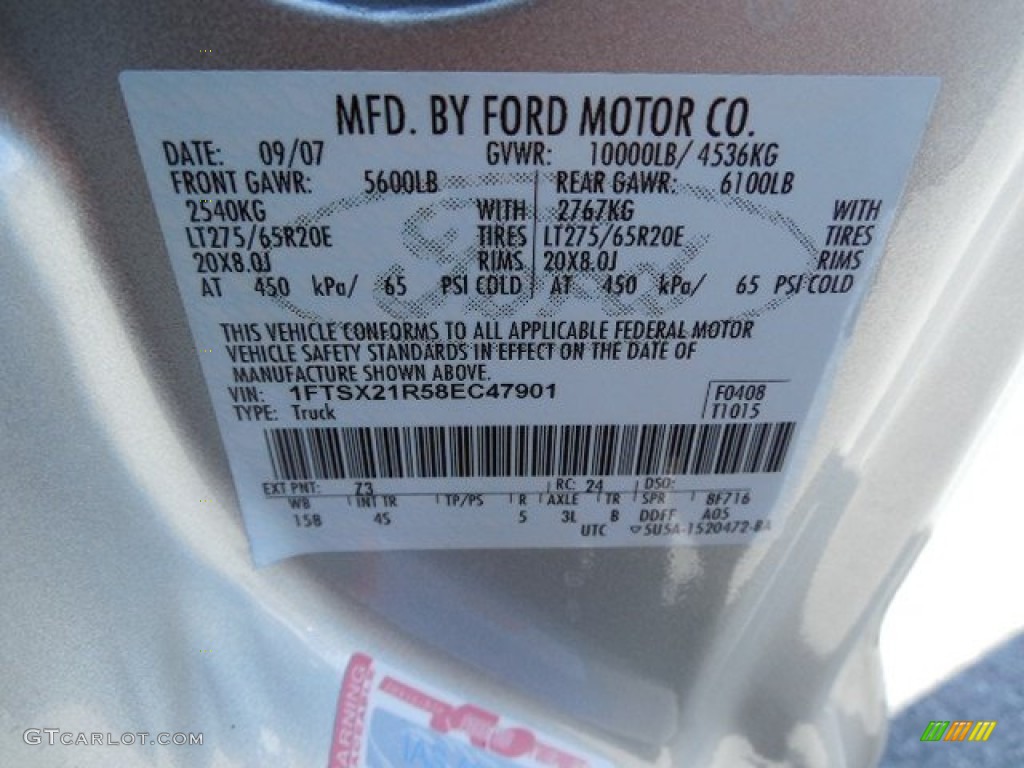 MFD. BY FORD MOTOR CO.
DATE: 09/07 GVWR: 10000LB/ 4536KG
FRONT GAWR: 5600LB REAR GAWR: 6100LB
2540KG WITH 2767KG WITH
LT275/65R20E TIRES LT275/65R20E TIRES
20X8.0J RIMS 20X8.0J RIMS
AT 450 kPa/ 65 PSI COLD AT 450 kPa/ 65 PSI COLD
THIS VEHICLE CONFORMS TO ALL APPLICABLE FEDERAL MOTOR
VEHICLE SAFETY STANDARDS IN EFFECT ON THE DATE OF
MANUFACTURE SHOWN ABOVE.
VIN: 1FTSX21R58EC47901 F0408
TYPE: Truck T1015
EXT PNT: Z3 RC: 24 DSO:
WB INT TR TP/PS R AXLE TR SPR 8F716
158 4S 5 3L B DDFF A05
UTC ▽5U5A-1520472-BA
GTCarlot.com